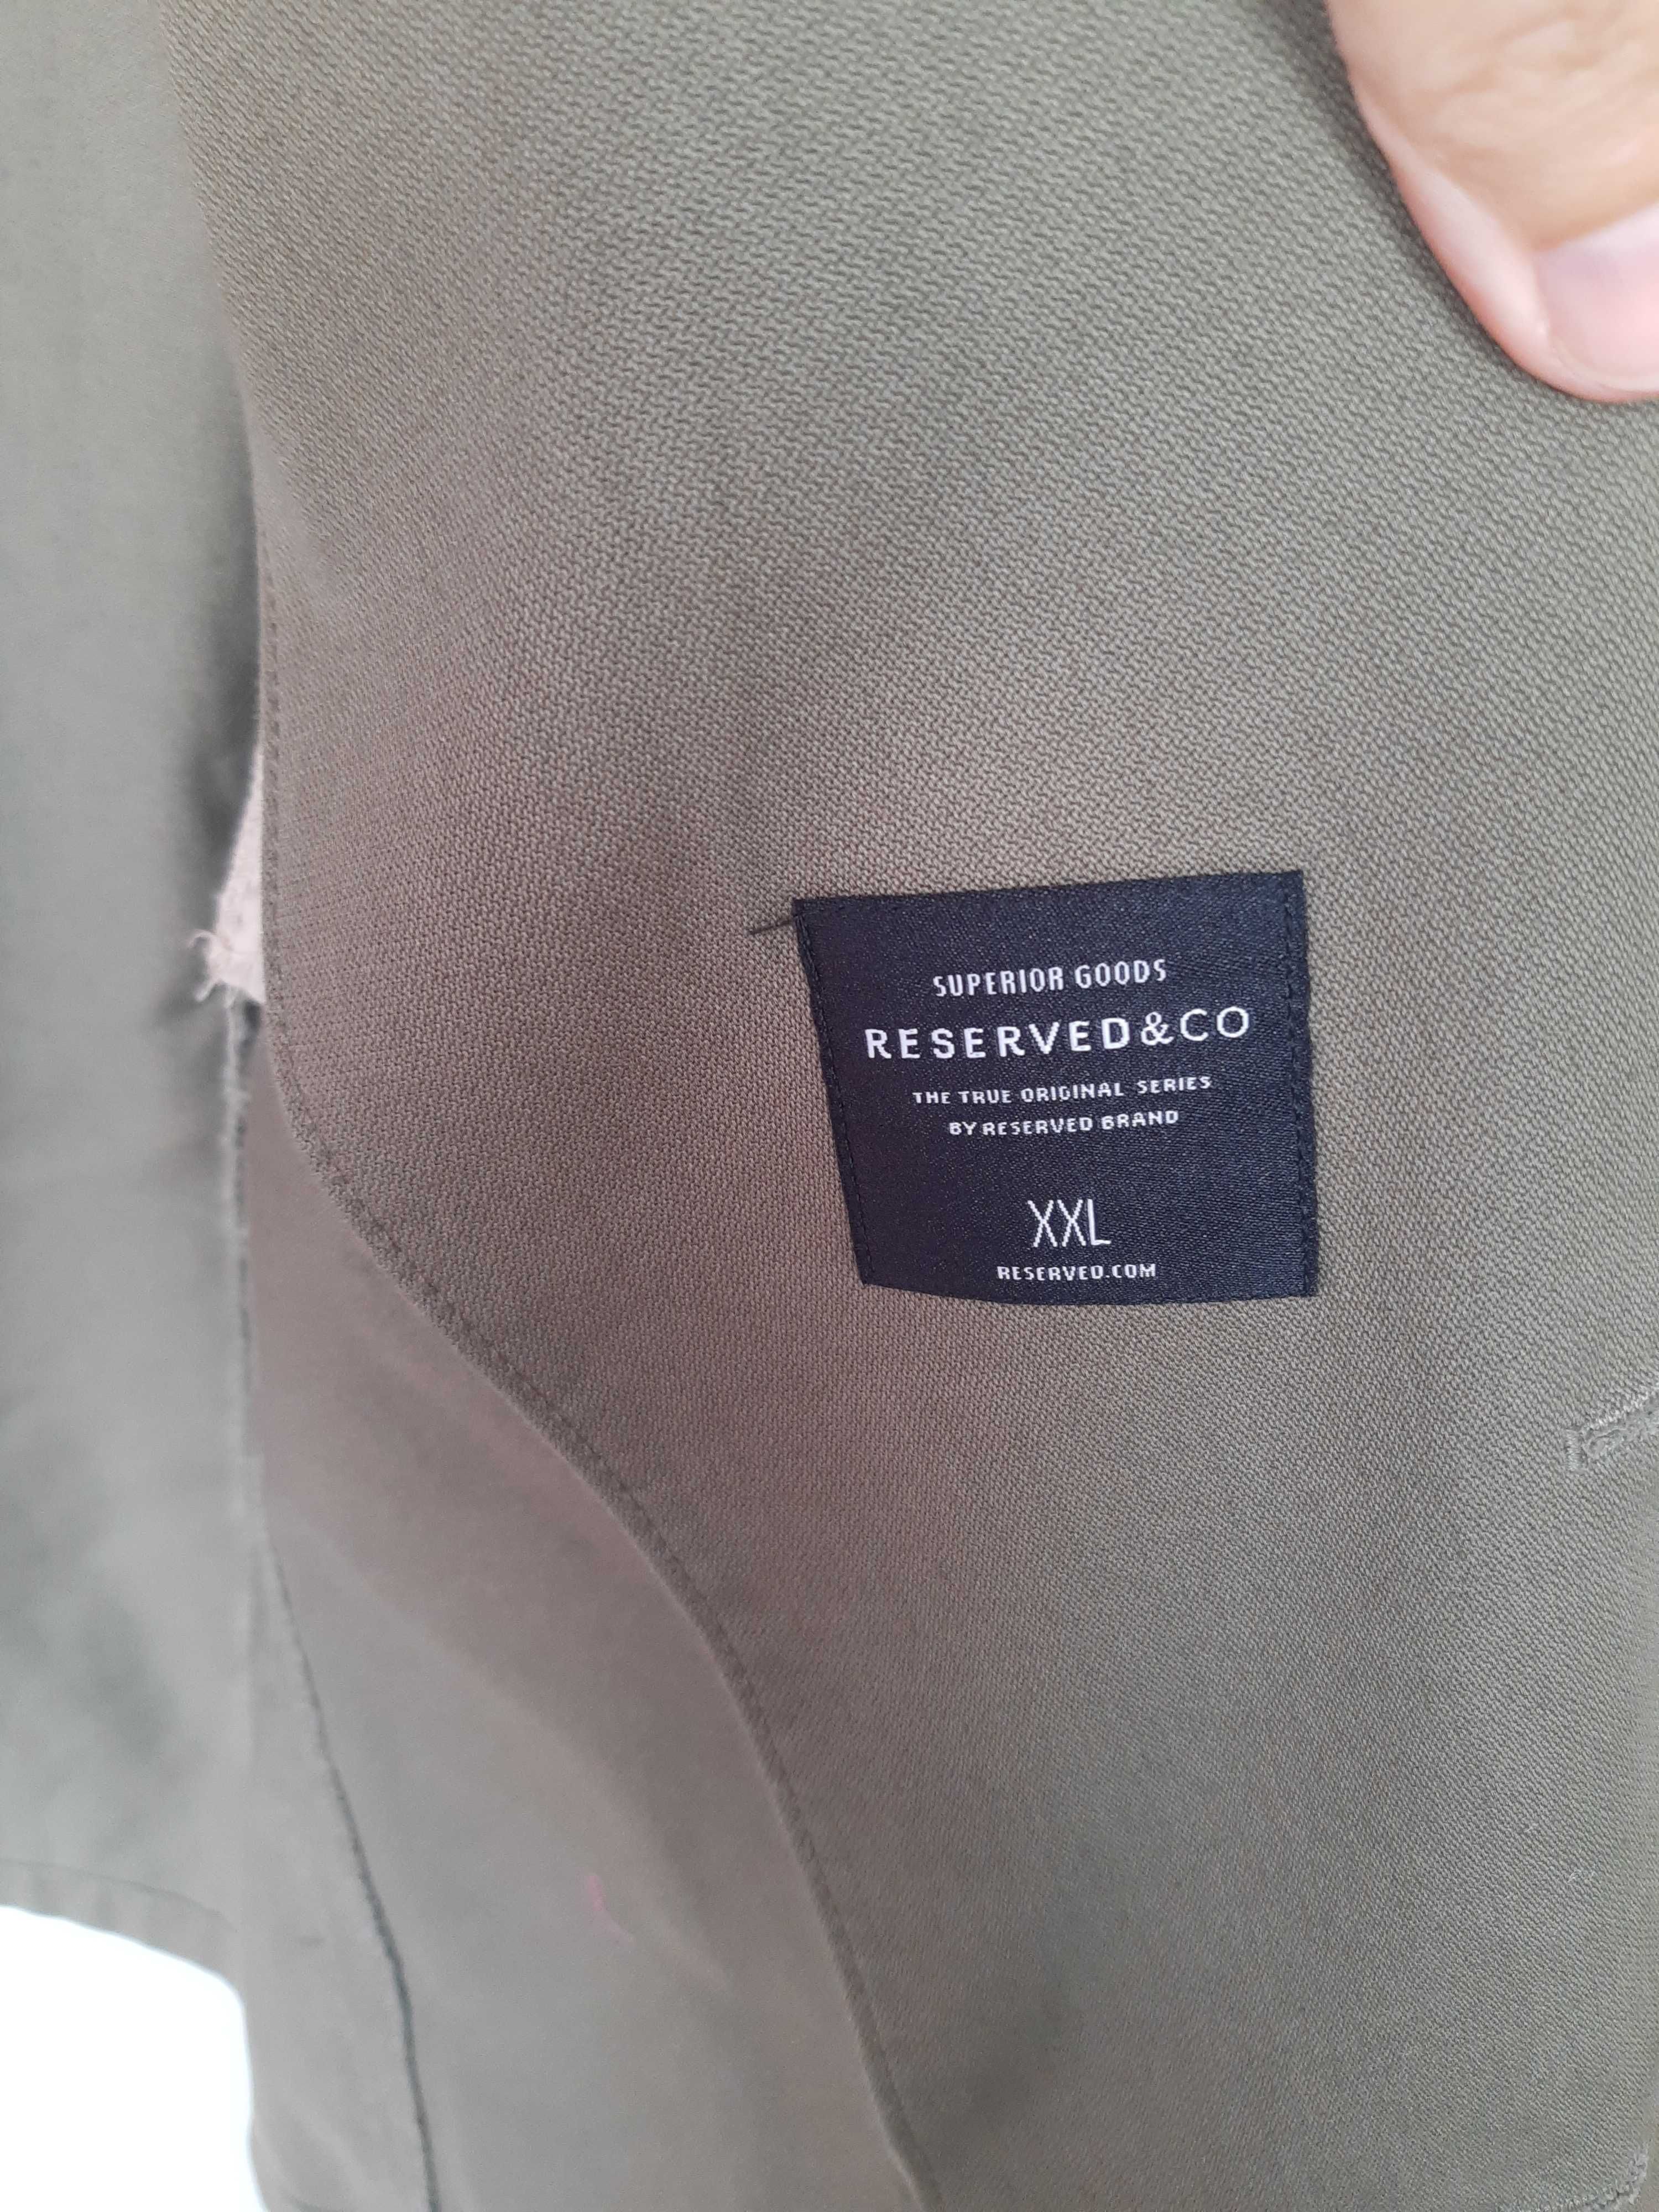 SUPERIOR GOODS
RESERVED&CO
THE TRUE ORIGINAL SERIES
BY RESERVED BRAND
XXL
RESERVED.COM